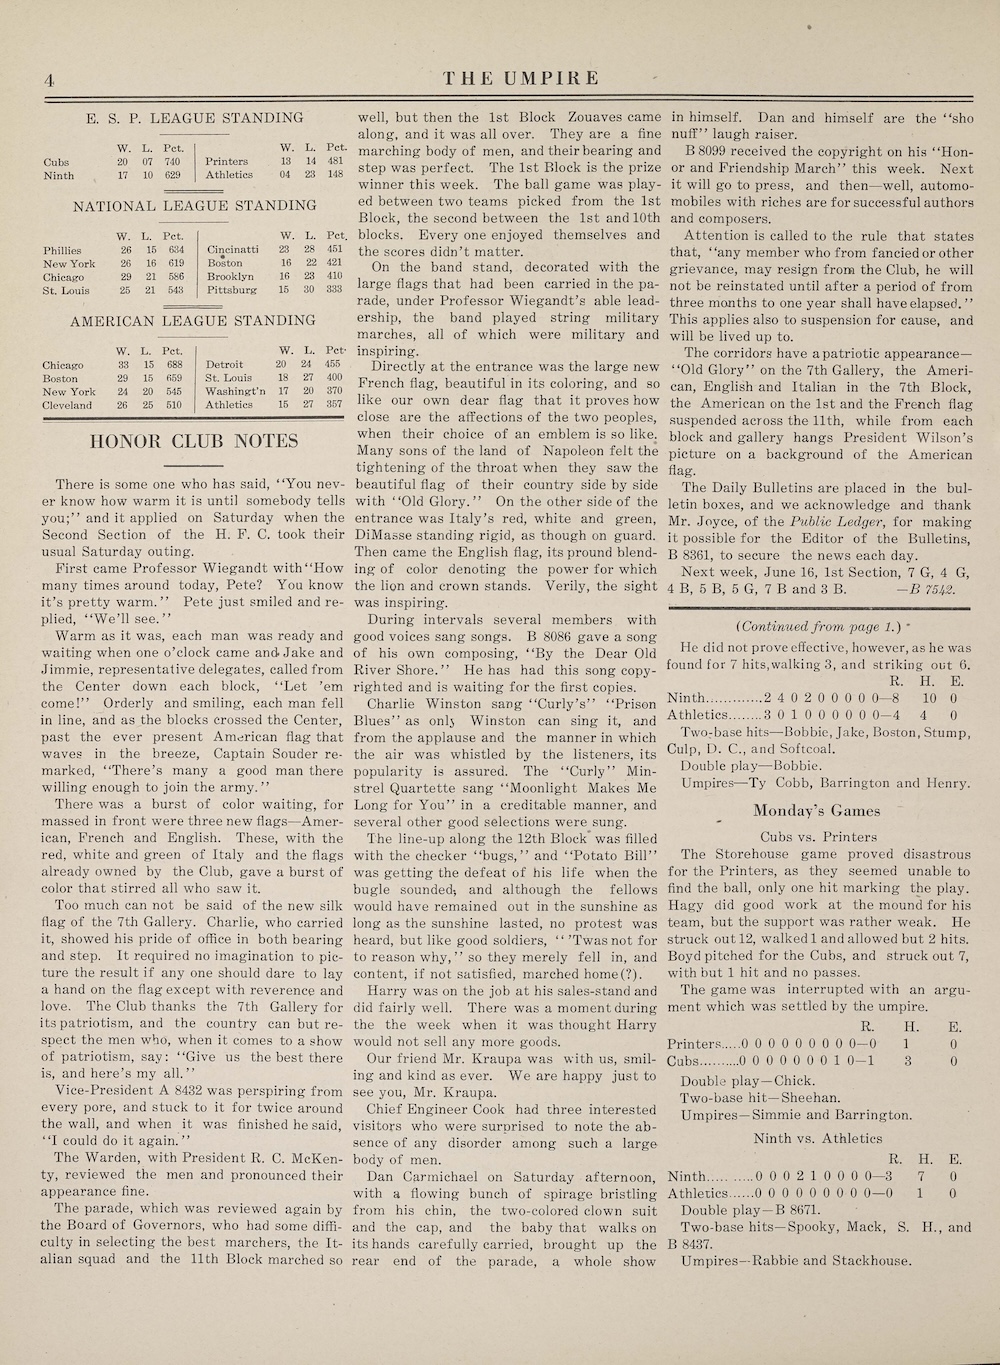 4
THE UMPIRE
E. S. P. LEAGUE STANDING
W. L. Pct. W. L. Pct.
Cubs 20 07 740 Printers 13 14 481
Ninth 17 10 629 Athletics 04 23 148
NATIONAL LEAGUE STANDING
W. L. Pct. W. L. Pct.
Phillies 26 15 634 Cincinatti 23 28 451
New York 26 16 619 Boston 16 22 421
Chicago 29 21 586 Brooklyn 16 23 410
St. Louis 25 21 543 Pittsburg 15 30 333
AMERICAN LEAGUE STANDING
W. L. Pct. W. L. Pct.
Chicago 33 15 688 Detroit 20 24 455
Boston 29 15 659 St. Louis 18 27 400
New York 24 20 545 Washingt'n 17 20 370
Cleveland 26 25 510 Athletics 15 27 357
HONOR CLUB NOTES
There is some one who has said, "You nev-
er know how warm it is until somebody tells
you;" and it applied on Saturday when the
Second Section of the H. F. C. took their
usual Saturday outing.
First came Professor Wiegandt with "How
many times around today, Pete? You know
it's pretty warm." Pete just smiled and re-
plied, "We'll see."
Warm as it was, each man was ready and
waiting when one o'clock came and Jake and
Jimmie, representative delegates, called from
the Center down each block, "Let 'em
come!" Orderly and smiling, each man fell
in line, and as the blocks crossed the Center,
past the ever present American flag that
waves in the breeze, Captain Souder re-
marked, "There's many a good man there
willing enough to join the army."
There was a burst of color waiting, for
massed in front were three new flags—Amer-
ican, French and English. These, with the
red, white and green of Italy and the flags
already owned by the Club, gave a burst of
color that stirred all who saw it.
Too much can not be said of the new silk
flag of the 7th Gallery. Charlie, who carried
it, showed his pride of office in both bearing
and step. It required no imagination to pic-
ture the result if any one should dare to lay
a hand on the flag except with reverence and
love. The Club thanks the 7th Gallery for
its patriotism, and the country can but re-
spect the men who, when it comes to a show
of patriotism, say: "Give us the best there
is, and here's my all."
Vice-President A 8432 was perspiring from
every pore, and stuck to it for twice around
the wall, and when it was finished he said,
"I could do it again."
The Warden, with President R. C. McKen-
ty, reviewed the men and pronounced their
appearance fine.
The parade, which was reviewed again by
the Board of Governors, who had some diffi-
culty in selecting the best marchers, the It-
alian squad and the 11th Block marched so
well, but then the 1st Block Zouaves came
along, and it was all over. They are a fine
marching body of men, and their bearing and
step was perfect. The 1st Block is the prize
winner this week. The ball game was play-
ed between two teams picked from the 1st
Block, the second between the 1st and 10th
blocks. Every one enjoyed themselves and
the scores didn't matter.
On the band stand, decorated with the
large flags that had been carried in the pa-
rade, under Professor Wiegandt's able lead-
ership, the band played string military
marches, all of which were military and
inspiring.
Directly at the entrance was the large new
French flag, beautiful in its coloring, and so
like our own dear flag that it proves how
close are the affections of the two peoples,
when their choice of an emblem is so like.
Many sons of the land of Napoleon felt the
tightening of the throat when they saw the
beautiful flag of their country side by side
with "Old Glory." On the other side of the
entrance was Italy's red, white and green,
DiMasse standing rigid, as though on guard.
Then came the English flag, its pround blend-
ing of color denoting the power for which
the lion and crown stands. Verily, the sight
was inspiring.
During intervals several members with
good voices sang songs. B 8086 gave a song
of his own composing, "By the Dear Old
River Shore." He has had this song copy-
righted and is waiting for the first copies.
Charlie Winston sang "Curly's" "Prison
Blues" as only Winston can sing it, and
from the applause and the manner in which
the air was whistled by the listeners, its
popularity is assured. The "Curly" Min-
strel Quartette sang "Moonlight Makes Me
Long for You" in a creditable manner, and
several other good selections were sung.
The line-up along the 12th Block was filled
with the checker "bugs," and "Potato Bill"
was getting the defeat of his life when the
bugle sounded; and although the fellows
would have remained out in the sunshine as
long as the sunshine lasted, no protest was
heard, but like good soldiers, "'Twas not for
to reason why," so they merely fell in, and
content, if not satisfied, marched home(?).
Harry was on the job at his sales-stand and
did fairly well. There was a moment during
the the week when it was thought Harry
would not sell any more goods.
Our friend Mr. Kraupa was with us, smil-
ing and kind as ever. We are happy just to
see you, Mr. Kraupa.
Chief Engineer Cook had three interested
visitors who were surprised to note the ab-
sence of any disorder among such a large
body of men.
Dan Carmichael on Saturday afternoon,
with a flowing bunch of spirage bristling
from his chin, the two-colored clown suit
and the cap, and the baby that walks on
its hands carefully carried, brought up the
rear end of the parade, a whole show
in himself. Dan and himself are the "sho
nuff" laugh raiser.
B 8099 received the copyright on his "Hon-
or and Friendship March" this week. Next
it will go to press, and then—well, automo-
mobiles with riches are for successful authors
and composers.
Attention is called to the rule that states
that, "any member who from fancied or other
grievance, may resign from the Club, he will
not be reinstated until after a period of from
three months to one year shall have elapsed."
This applies also to suspension for cause, and
will be lived up to.
The corridors have a patriotic appearance—
"Old Glory" on the 7th Gallery, the Ameri-
can, English and Italian in the 7th Block,
the American on the 1st and the French flag
suspended across the 11th, while from each
block and gallery hangs President Wilson's
picture on a background of the American
flag.
The Daily Bulletins are placed in the bul-
letin boxes, and we acknowledge and thank
Mr. Joyce, of the Public Ledger, for making
it possible for the Editor of the Bulletins,
B 8361, to secure the news each day.
Next week, June 16, 1st Section, 7 G, 4 G,
4 B, 5 B, 5 G, 7 B and 3 B. —B 7542.
(Continued from page 1.)
He did not prove effective, however, as he was
found for 7 hits, walking 3, and striking out 6.
R. H. E.
Ninth.............2 4 0 2 0 0 0 0 0—8 10 0
Athletics........3 0 1 0 0 0 0 0 0—4 4 0
Two-base hits—Bobbie, Jake, Boston, Stump,
Culp, D. C., and Softcoal.
Double play—Bobbie.
Umpires—Ty Cobb, Barrington and Henry.
Monday's Games
Cubs vs. Printers
The Storehouse game proved disastrous
for the Printers, as they seemed unable to
find the ball, only one hit marking the play.
Hagy did good work at the mound for his
team, but the support was rather weak. He
struck out 12, walked 1 and allowed but 2 hits.
Boyd pitched for the Cubs, and struck out 7,
with but 1 hit and no passes.
The game was interrupted with an argu-
ment which was settled by the umpire.
R. H. E.
Printers.....0 0 0 0 0 0 0 0 0—0 1 0
Cubs..........0 0 0 0 0 0 0 1 0—1 3 0
Double play—Chick.
Two-base hit—Sheehan.
Umpires—Simmie and Barrington.
Ninth vs. Athletics
R. H. E.
Ninth..... .....0 0 0 2 1 0 0 0 0—3 7 0
Athletics......0 0 0 0 0 0 0 0 0—0 1 0
Double play—B 8671.
Two-base hits—Spooky, Mack, S. H., and
B 8437.
Umpires—Rabbie and Stackhouse.